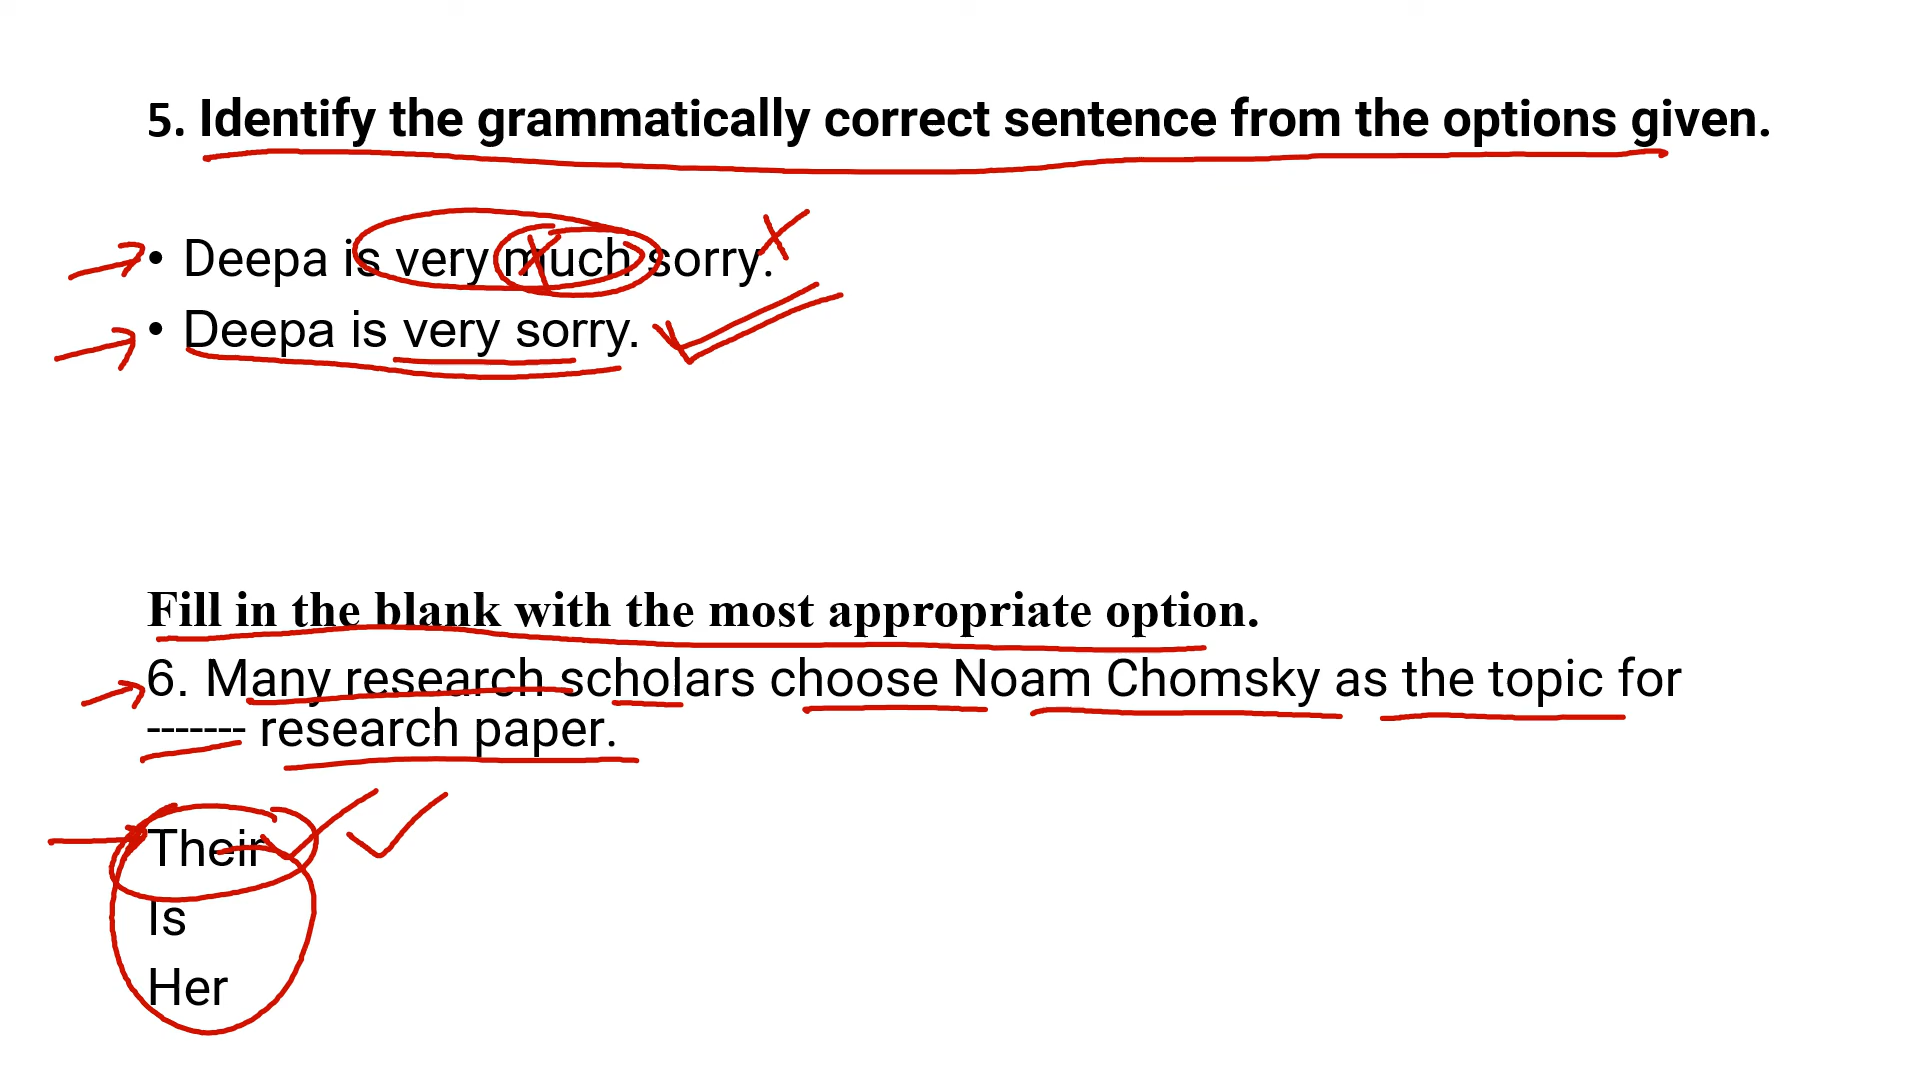 5. Identify the grammatically correct sentence from the options given.
• Deepa is very much sorry.
• Deepa is very sorry.
Fill in the blank with the most appropriate option.
6. Many research scholars choose Noam Chomsky as the topic for
------- research paper.
Their
Is
Her